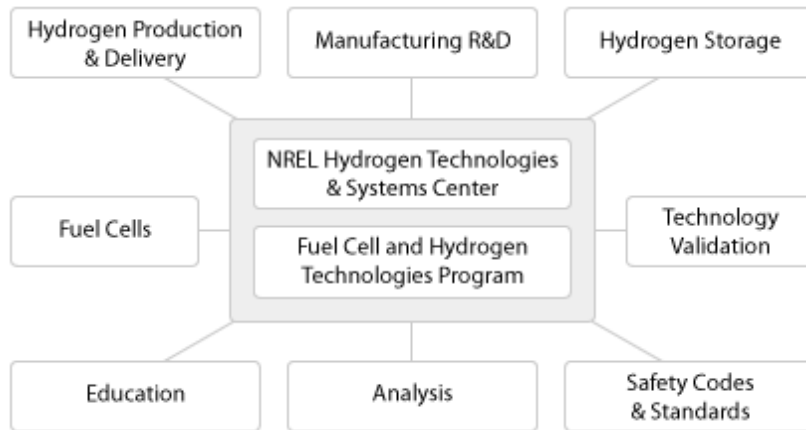 Hydrogen Production
& Delivery
Manufacturing R&D
Hydrogen Storage
NREL Hydrogen Technologies
& Systems Center
Fuel Cells
Fuel Cell and Hydrogen
Technologies Program
Technology
Validation
Education
Analysis
Safety Codes
& Standards